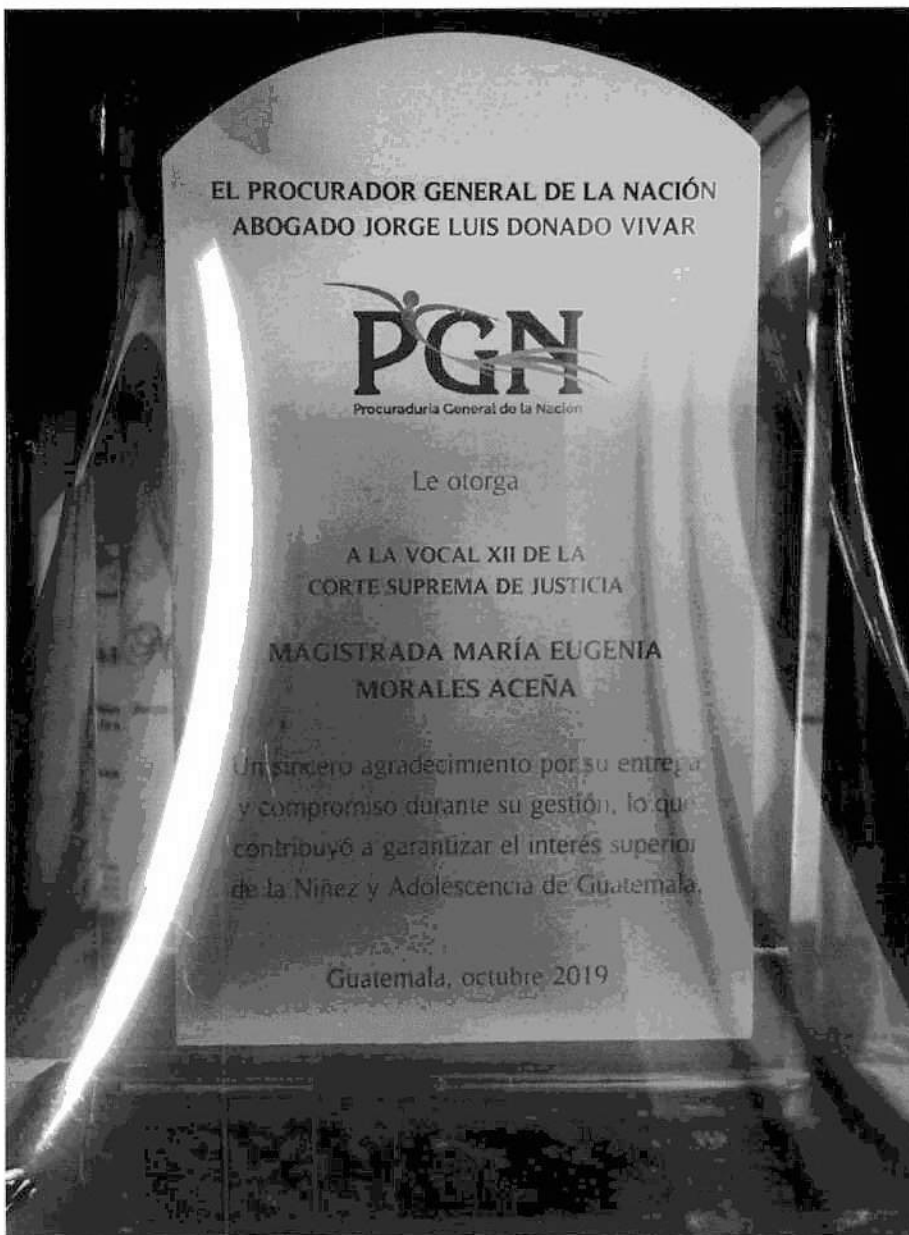 EL PROCURADOR GENERAL DE LA NACIÓN
ABOGADO JORGE LUIS DONADO VIVAR
PGN
Procuraduría General de la Nación
Le otorga
A LA VOCAL XII DE LA
CORTE SUPREMA DE JUSTICIA
MAGISTRADA MARÍA EUGENIA
MORALES ACEÑA
Un sincero agradecimiento por su entrega
y compromiso durante su gestión, lo que
contribuyó a garantizar el interés superior
de la Niñez y Adolescencia de Guatemala.
Guatemala, octubre 2019